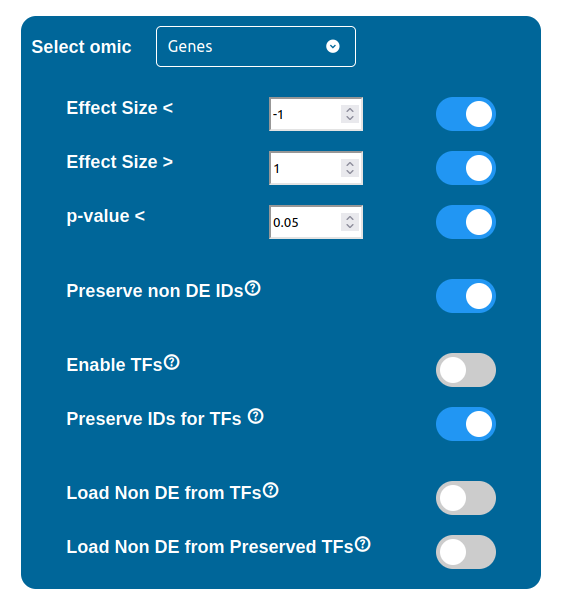 Select omic Genes
Effect Size < -1
Effect Size > 1
p-value < 0.05
Preserve non DE IDs?
Enable TFs?
Preserve IDs for TFs ?
Load Non DE from TFs?
Load Non DE from Preserved TFs?